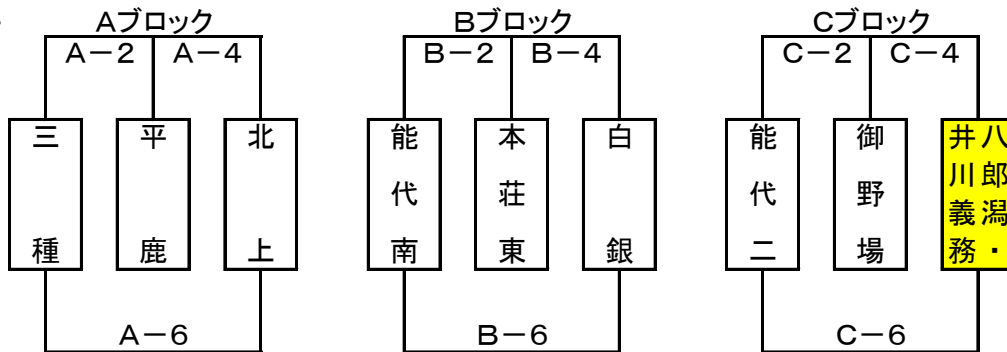 Aブロック
A－2 A－4
三種
平鹿
北上
A－6
Bブロック
B－2 B－4
能代南
本荘東
白銀
B－6
Cブロック
C－2 C－4
能代二
御野場
八郎潟・
井川義務
C－6